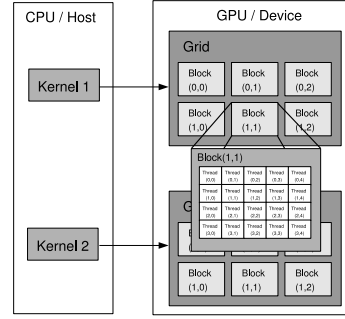 CPU / Host
GPU / Device
Grid
Kernel 1
Block Block Block
(0,0) (0,1) (0,2)
Block Block Block
(1,0) (1,1) (1,2)
Block(1,1)
Thread Thread Thread Thread Thread
(0,0) (0,1) (0,2) (0,3) (0,4)
Thread Thread Thread Thread Thread
(1,0) (1,1) (1,2) (1,3) (1,4)
Thread Thread Thread Thread Thread
(2,0) (2,1) (2,2) (2,3) (2,4)
Thread Thread Thread Thread Thread
(3,0) (3,1) (3,2) (3,3) (3,4)
G
Kernel 2
Block Block Block
(1,0) (1,1) (1,2)